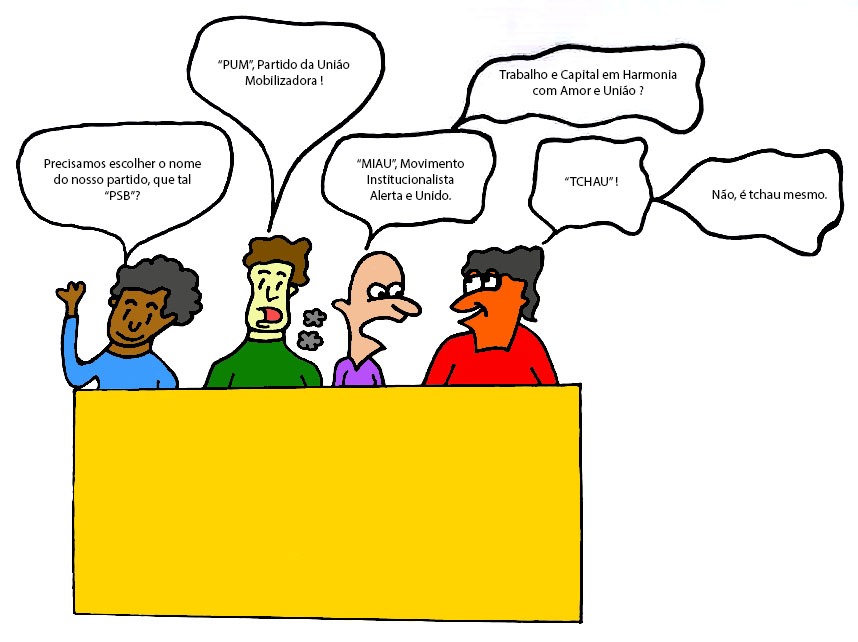 Precisamos escolher o nome
do nosso partido, que tal
“PSB”?
“PUM”, Partido da União
Mobilizadora !
“MIAU”, Movimento
Institucionalista
Alerta e Unido.
“TCHAU” !
Trabalho e Capital em Harmonia
com Amor e União ?
Não, é tchau mesmo.